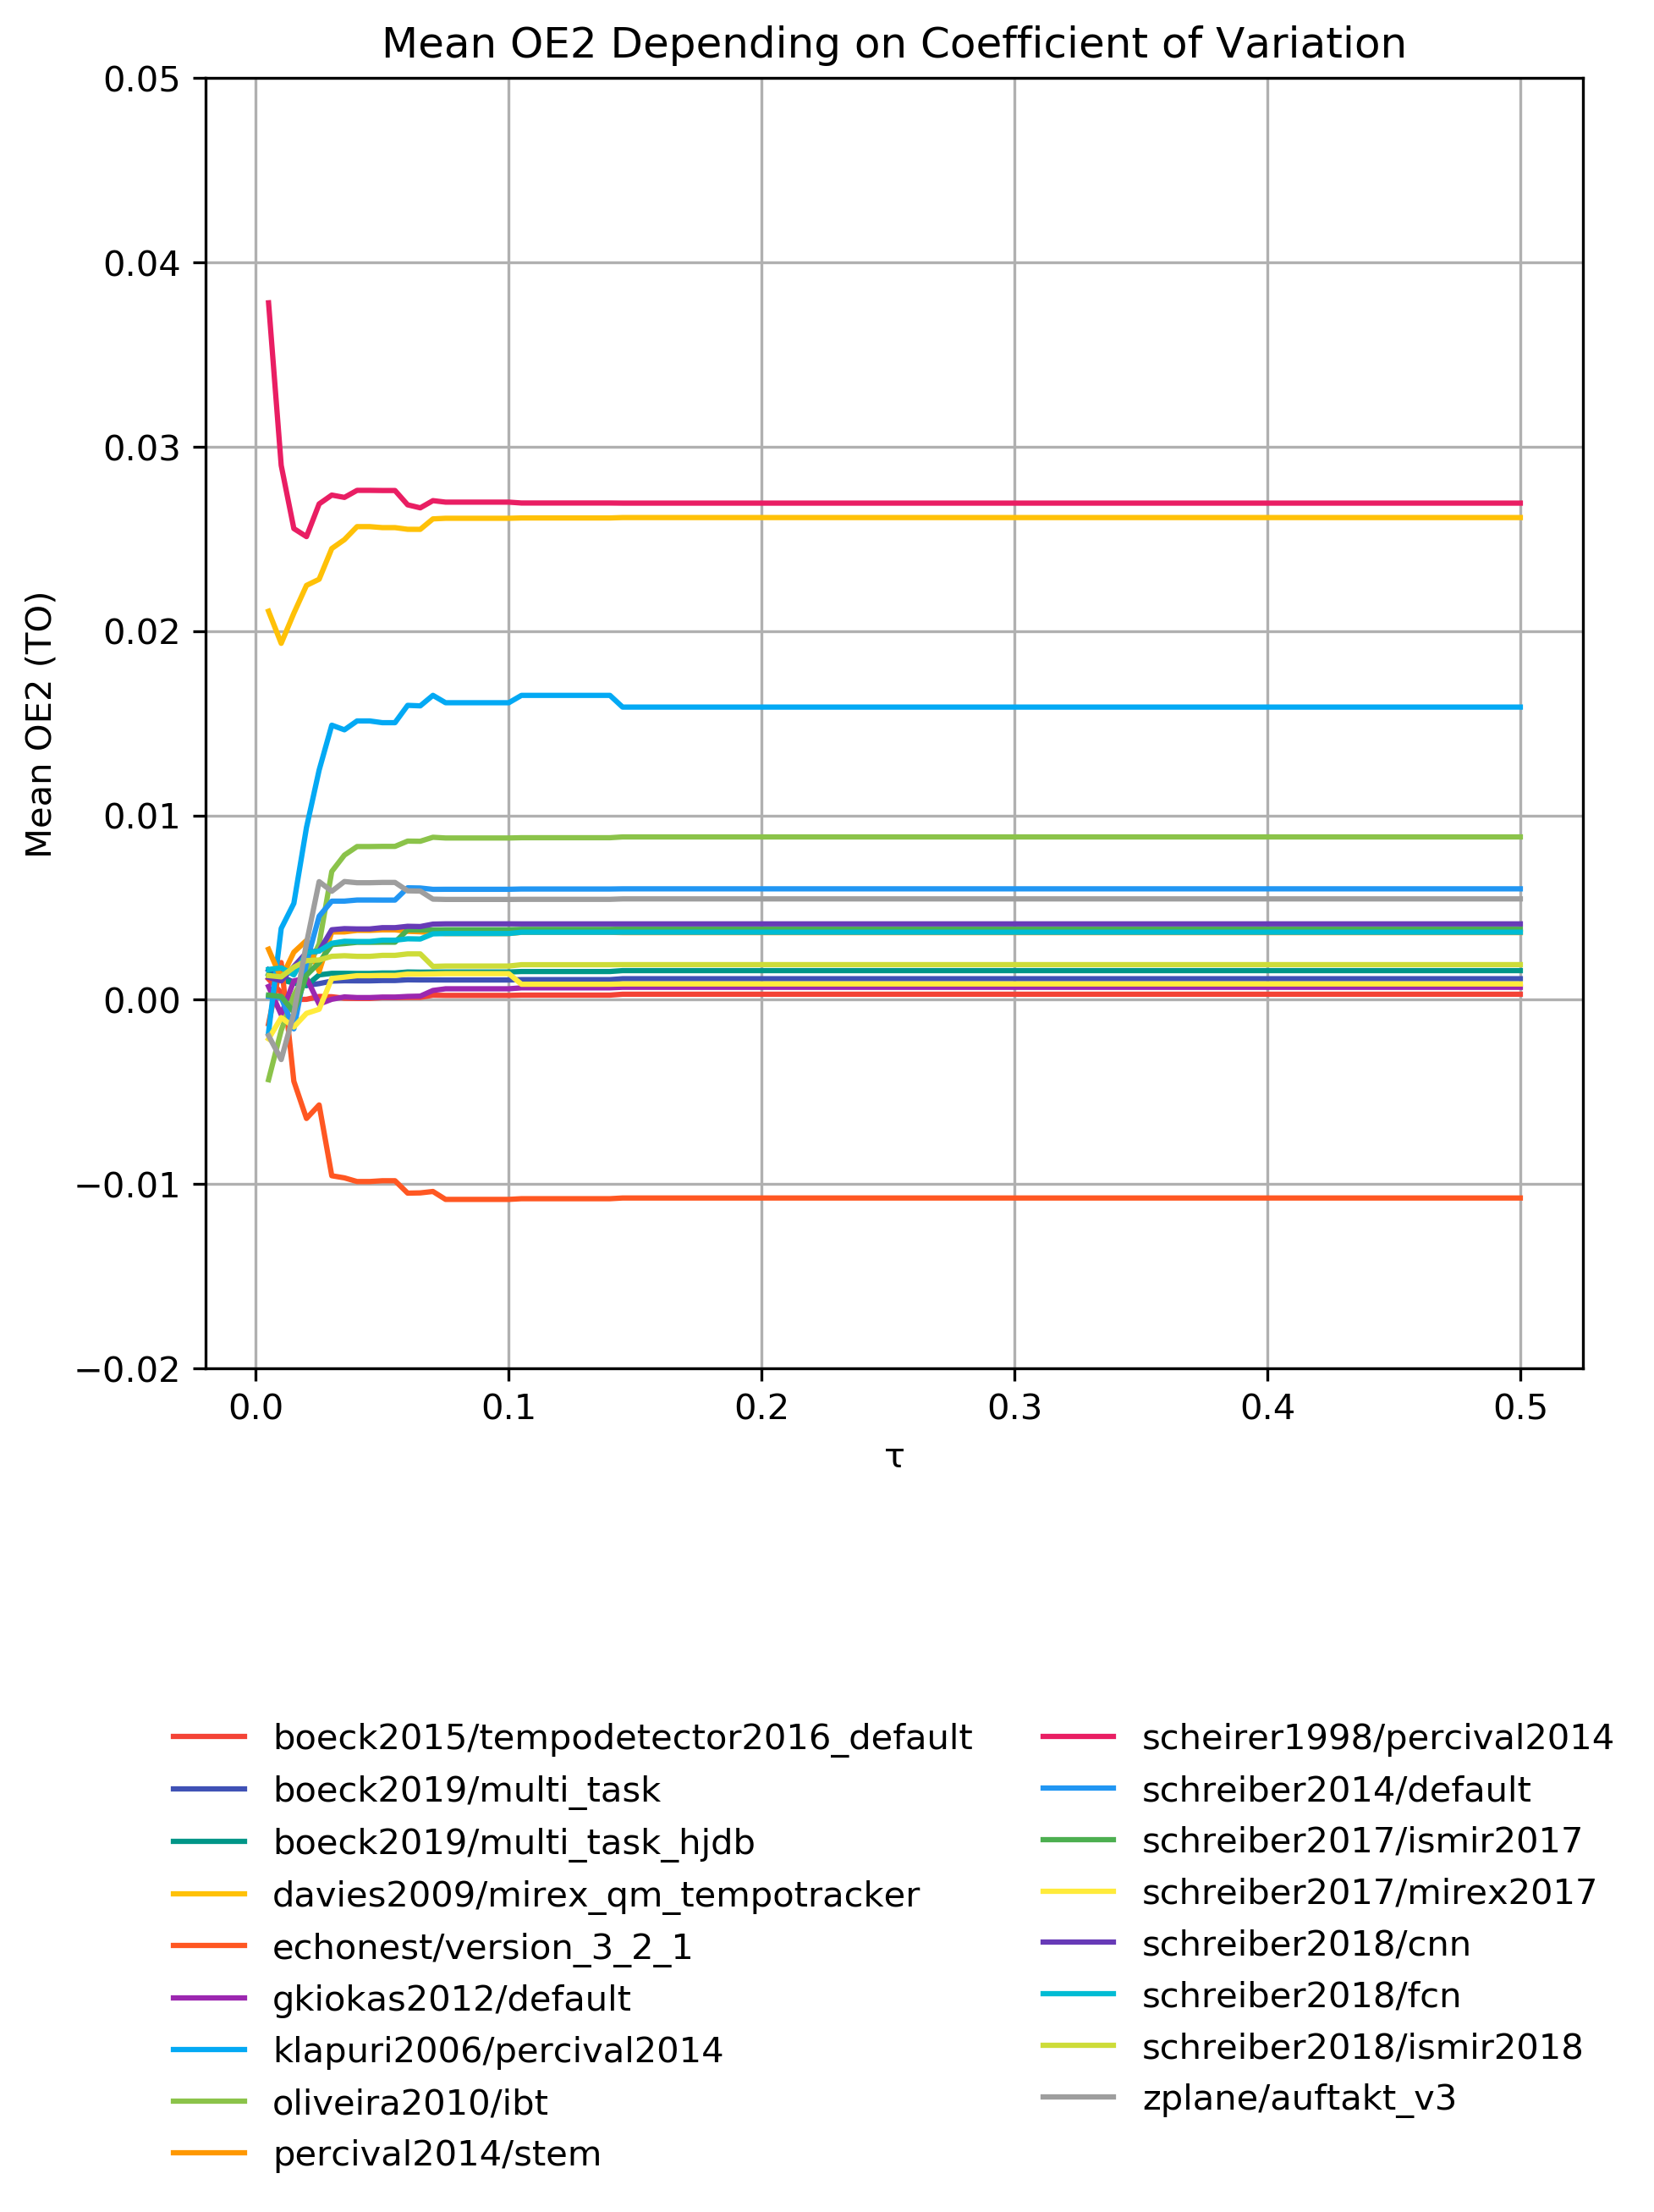 Mean OE2 Depending on Coefficient of Variation
0.05
0.04
0.03
0.02
0.01
0.00
−0.01
−0.02
Mean OE2 (TO)
0.0 0.1 0.2 0.3 0.4 0.5
τ
boeck2015/tempodetector2016_default
boeck2019/multi_task
boeck2019/multi_task_hjdb
davies2009/mirex_qm_tempotracker
echonest/version_3_2_1
gkiokas2012/default
klapuri2006/percival2014
oliveira2010/ibt
percival2014/stem
scheirer1998/percival2014
schreiber2014/default
schreiber2017/ismir2017
schreiber2017/mirex2017
schreiber2018/cnn
schreiber2018/fcn
schreiber2018/ismir2018
zplane/auftakt_v3